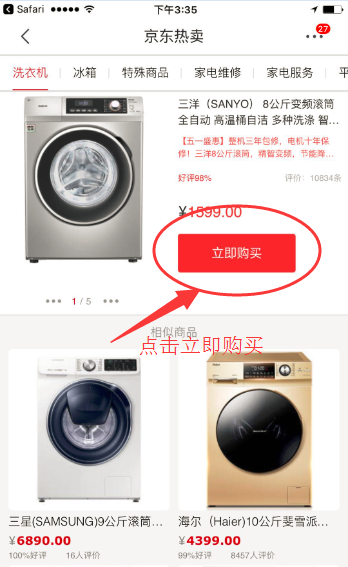 Safari
下午3:35
京东热卖
27
洗衣机
冰箱
特殊商品
家电维修
家电服务
三洋（SANYO） 8公斤变频滚筒
全自动 高温桶自洁 多种洗涤 智...
【五一盛惠】整机三年包修，电机十年保
修！三洋8公斤滚筒，精智变频，节能降...
好评98%
评价：10834条
¥1599.00
立即购买
1 / 5
相似商品
点击立即购买
三星(SAMSUNG)9公斤滚筒...
海尔（Haier)10公斤斐雪派...
¥6890.00
¥4399.00
100%好评
16人评价
99%好评
8457人评价